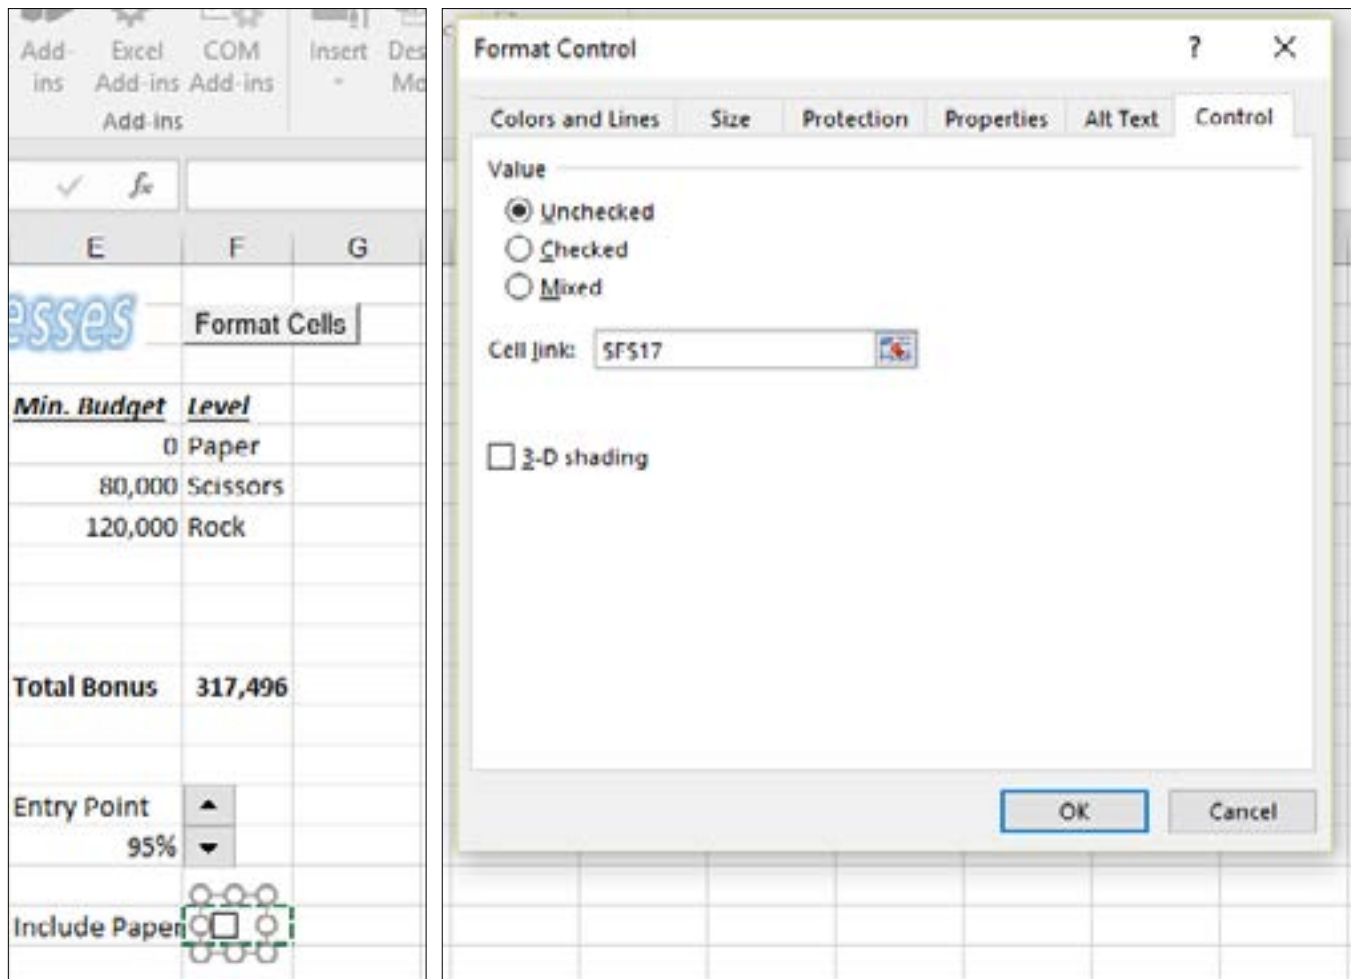 Add-
ins
Excel
Add-ins
COM
Add-ins
Insert
Add-ins
fx
E F G
esses
Format Cells
Min. Budget Level
0 Paper
80,000 Scissors
120,000 Rock
Total Bonus 317,496
Entry Point
95%
Include Paper
Format Control ? ×
Colors and Lines Size Protection Properties Alt Text Control
Value
Unchecked
Checked
Mixed
Cell link: $F$17
3-D shading
OK Cancel